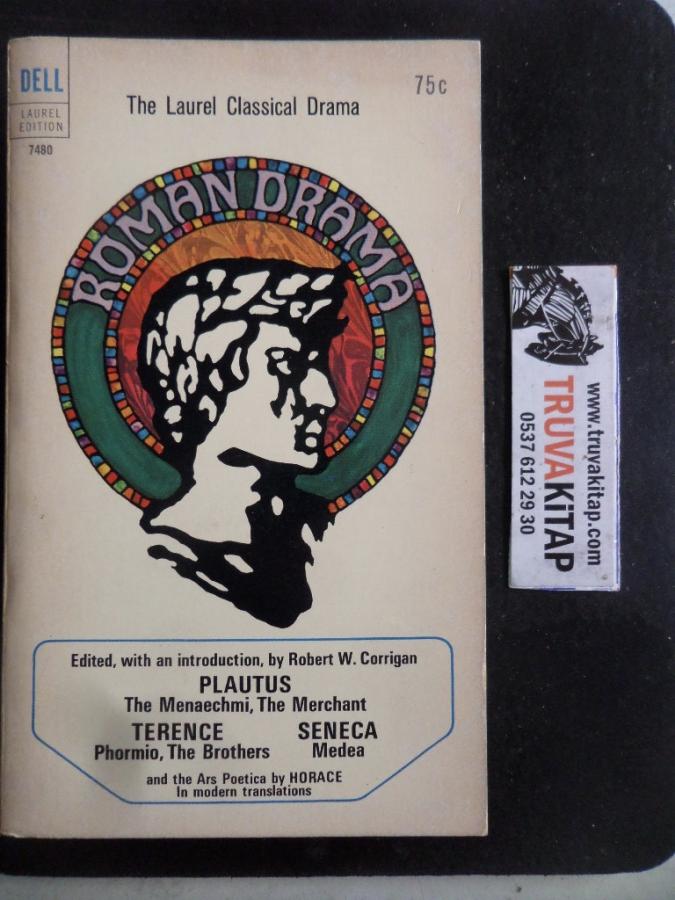 DELL
LAUREL
EDITION
7480
75c
The Laurel Classical Drama
ROMAN DRAMA
Edited, with an introduction, by Robert W. Corrigan
PLAUTUS
The Menaechmi, The Merchant
TERENCE
Phormio, The Brothers
SENECA
Medea
and the Ars Poetica by HORACE
In modern translations
www.truvakitap.com
TRUVAKiTAP
0537 612 29 30